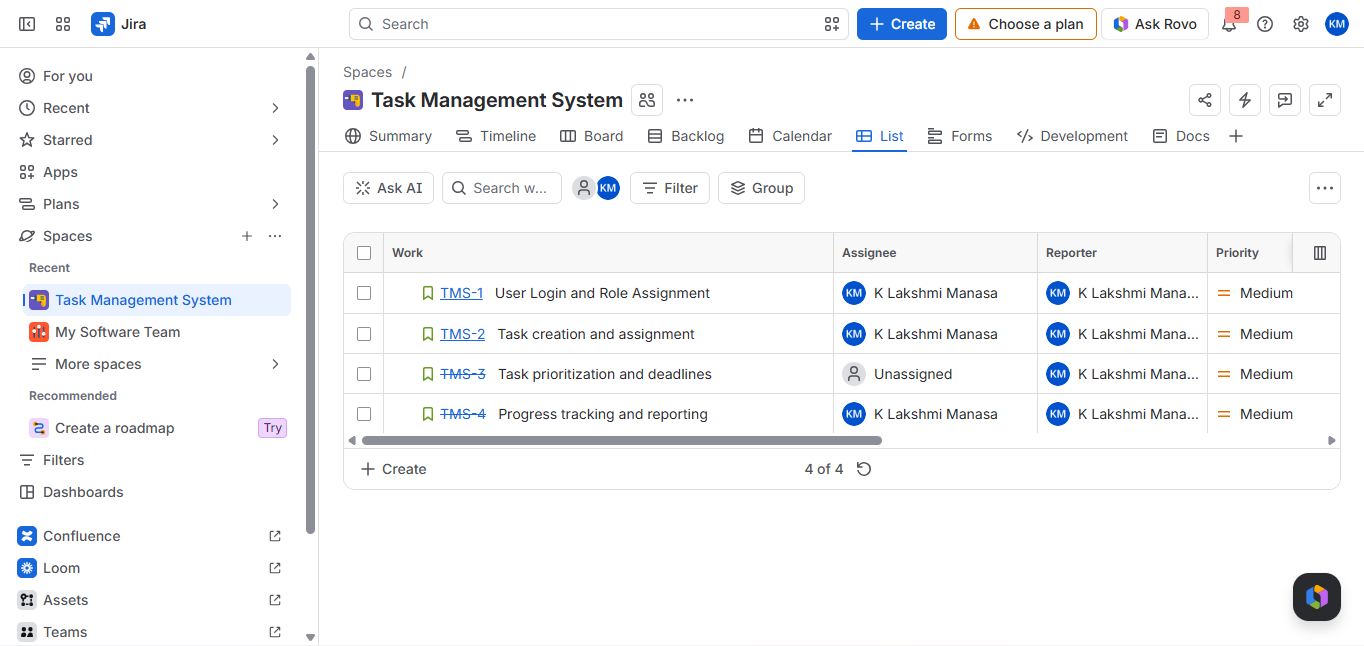 Jira
Search
Create
Choose a plan
Ask Rovo
8
KM
For you
Recent
Starred
Apps
Plans
Spaces
Recent
Task Management System
My Software Team
More spaces
Recommended
Create a roadmap
Try
Filters
Dashboards
Confluence
Loom
Assets
Teams
Spaces /
Task Management System
Summary Timeline Board Backlog Calendar List Forms Development Docs
Ask AI Search w... KM Filter Group
Work Assignee Reporter Priority
TMS-1 User Login and Role Assignment KM K Lakshmi Manasa KM K Lakshmi Mana... Medium
TMS-2 Task creation and assignment KM K Lakshmi Manasa KM K Lakshmi Mana... Medium
TMS-3 Task prioritization and deadlines Unassigned KM K Lakshmi Mana... Medium
TMS-4 Progress tracking and reporting KM K Lakshmi Manasa KM K Lakshmi Mana... Medium
Create 4 of 4